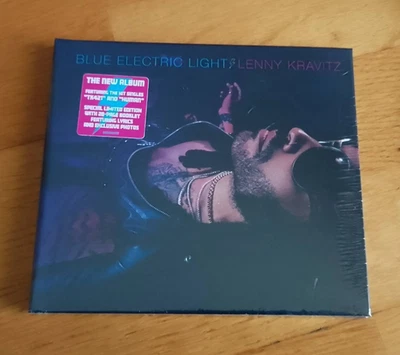 BLUE ELECTRIC LIGHT LENNY KRAVITZ
THE NEW ALBUM
FEATURING THE HIT SINGLES
"TK421" AND "HUMAN"
SPECIAL LIMITED EDITION
WITH 28-PAGE BOOKLET
FEATURING LYRICS
AND EXCLUSIVE PHOTOS